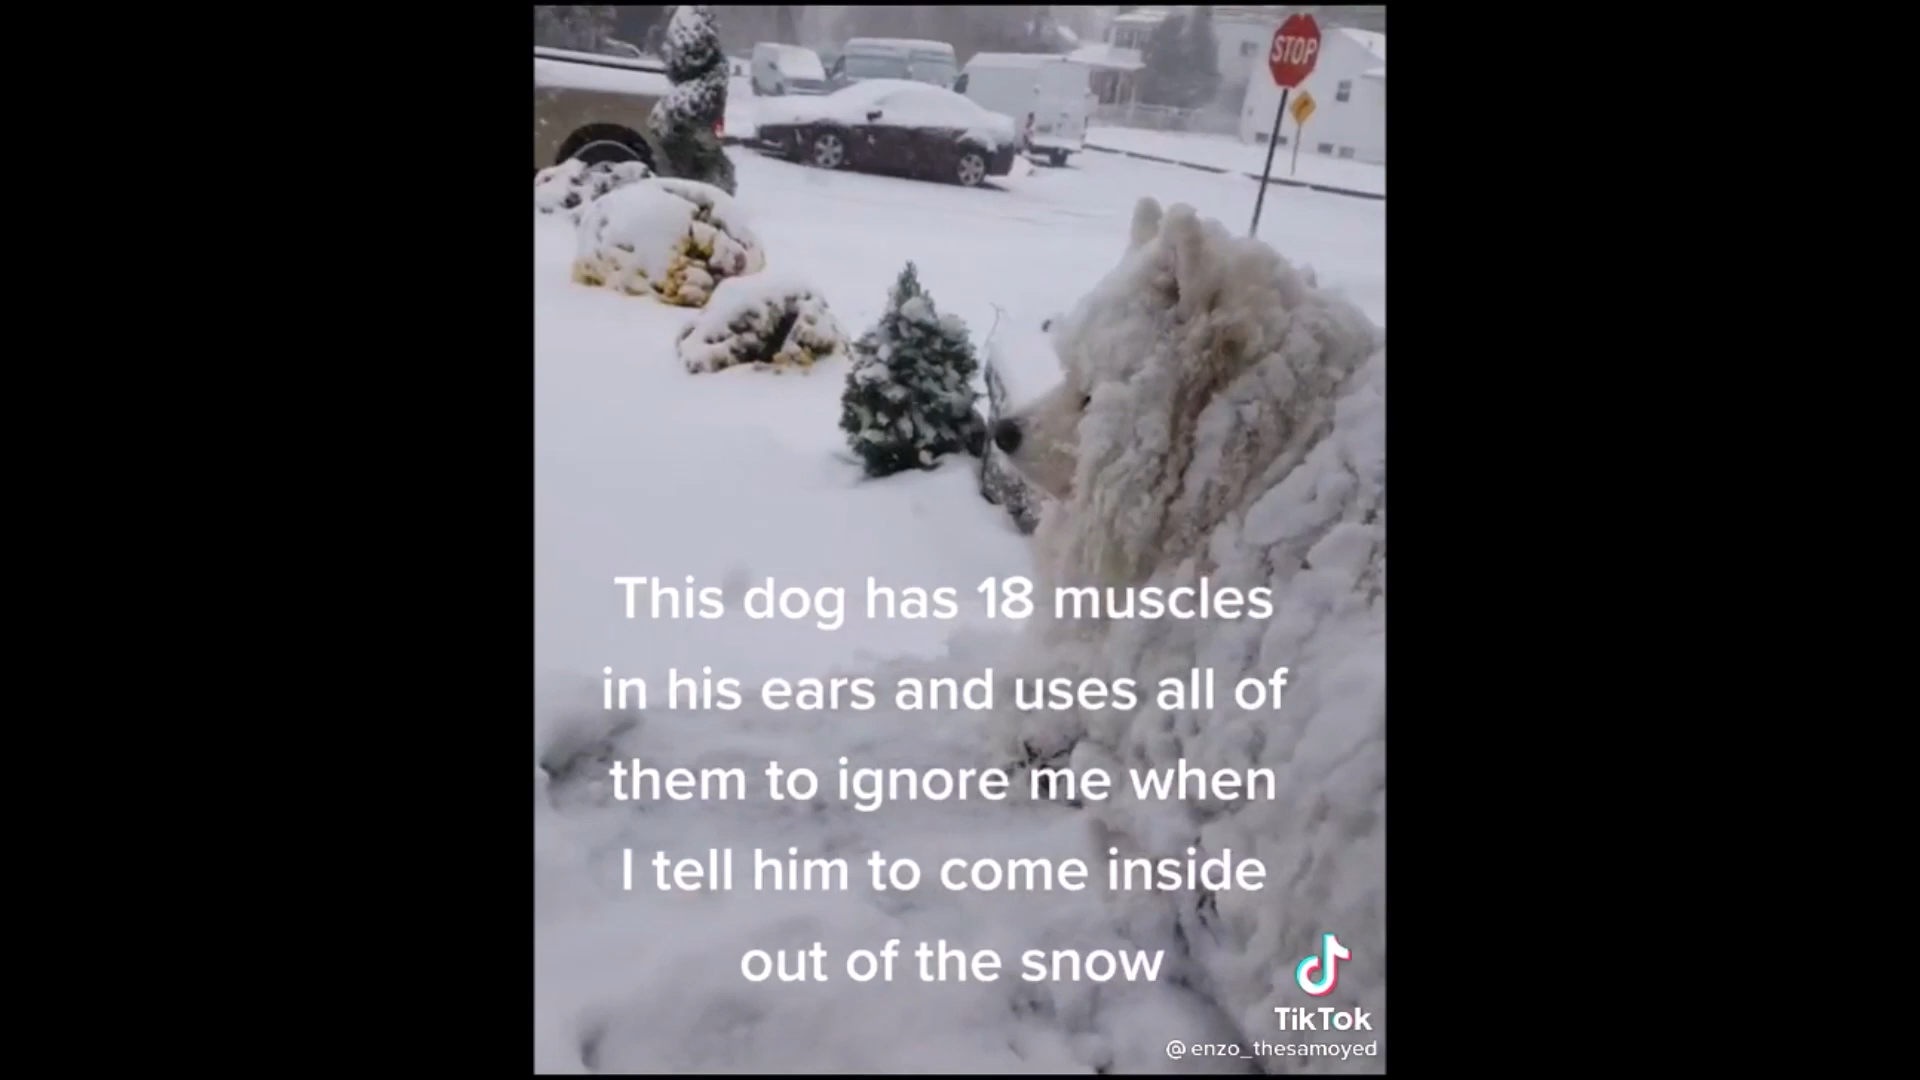 STOP
This dog has 18 muscles
in his ears and uses all of
them to ignore me when
I tell him to come inside
out of the snow
TikTok
@enzo_thesamoyed